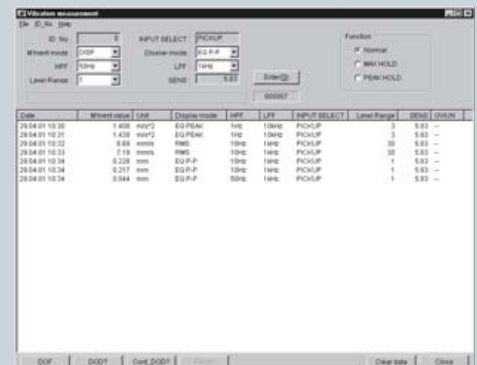 Vibration measurement
File ID_No Help
ID No 0 INPUT SELECT PICKUP
M'ment mode DISP Display mode EQ P-P
HPF 50Hz LPF 1kHz
Level Range 1 SENS 5.83 Enter(S)
000007
Function
Normal
MAX HOLD
PEAK HOLD
Date M'ment value Unit Display mode HPF LPF INPUT SELECT Level Range SENS OV/UN
29.04.01 10:30 1.408 m/s^2 EQ PEAK 1Hz 10kHz PICKUP 3 5.83 --
29.04.01 10:31 1.438 m/s^2 EQ PEAK 1Hz 10kHz PICKUP 3 5.83 --
29.04.01 10:32 mm/s RMS 10Hz 1kHz PICKUP 30 5.83 --
29.04.01 10:33 7.19 mm/s RMS 10Hz 1kHz PICKUP 30 5.83 --
29.04.01 10:34 0.228 mm EQ P-P 10Hz 1kHz PICKUP 1 5.83 --
29.04.01 10:34 0.217 mm EQ P-P 10Hz 1kHz PICKUP 1 5.83 --
29.04.01 10:34 0.044 mm EQ P-P 50Hz 1kHz PICKUP 1 5.83 --
DOF DOD? Cont_DOD? Clear data Close